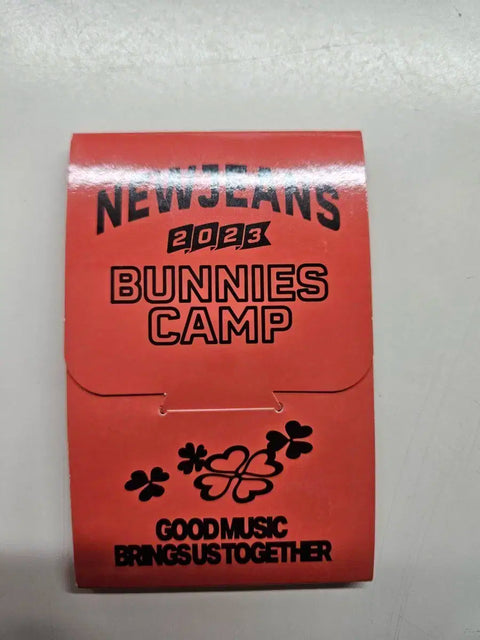 NEWJEANS
2023
BUNNIES
CAMP
GOOD MUSIC
BRINGS US TOGETHER